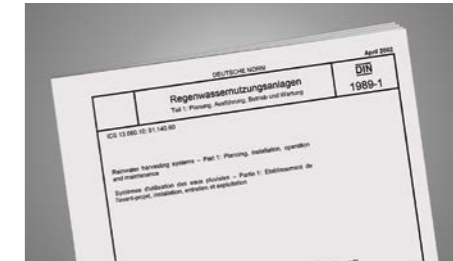 DEUTSCHE NORM
April 2002
Regenwassernutzungsanlagen
Teil 1: Planung, Ausführung, Betrieb und Wartung
DIN
1989-1
ICS 13.060.10; 91.140.60
Rainwater harvesting systems – Part 1: Planning, installation, operation
and maintenance
Systèmes d'utilisation des eaux pluviales – Partie 1: Etablissement de
l'avant-projet, installation, entretien et exploitation